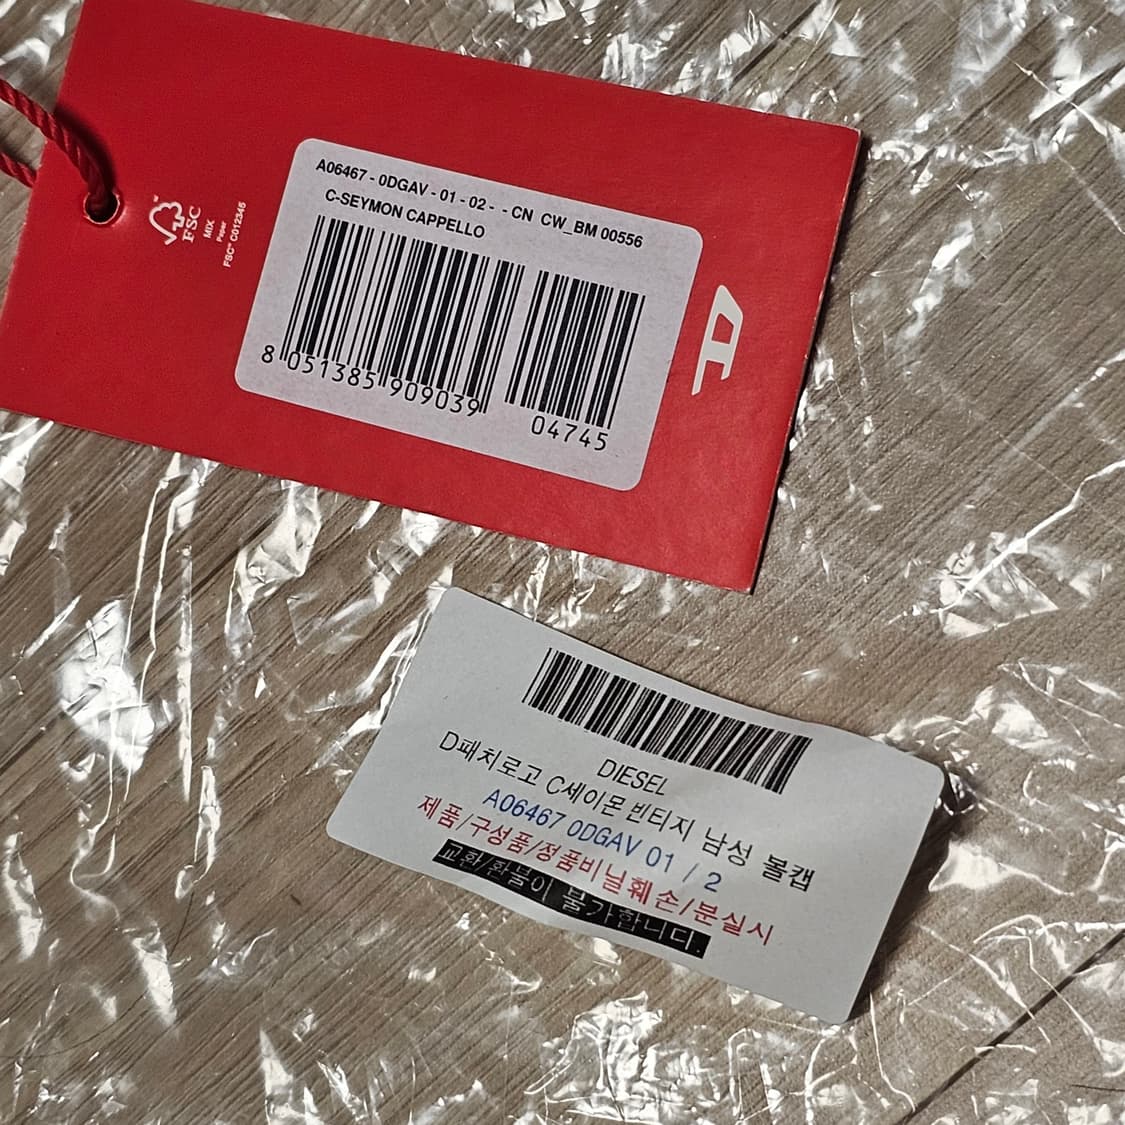 A06467 - 0DGAV - 01 - 02 - - CN CW_BM 00556
C-SEYMON CAPPELLO
8 051385 909039
04745
FSC
MIX
Paper
FSC® C012345
D
DIESEL
D패치로고 C세이몬 빈티지 남성 볼캡
A06467 0DGAV 01 / 2
제품/구성품/정품비닐훼손/분실시
교환/환불이 불가합니다.